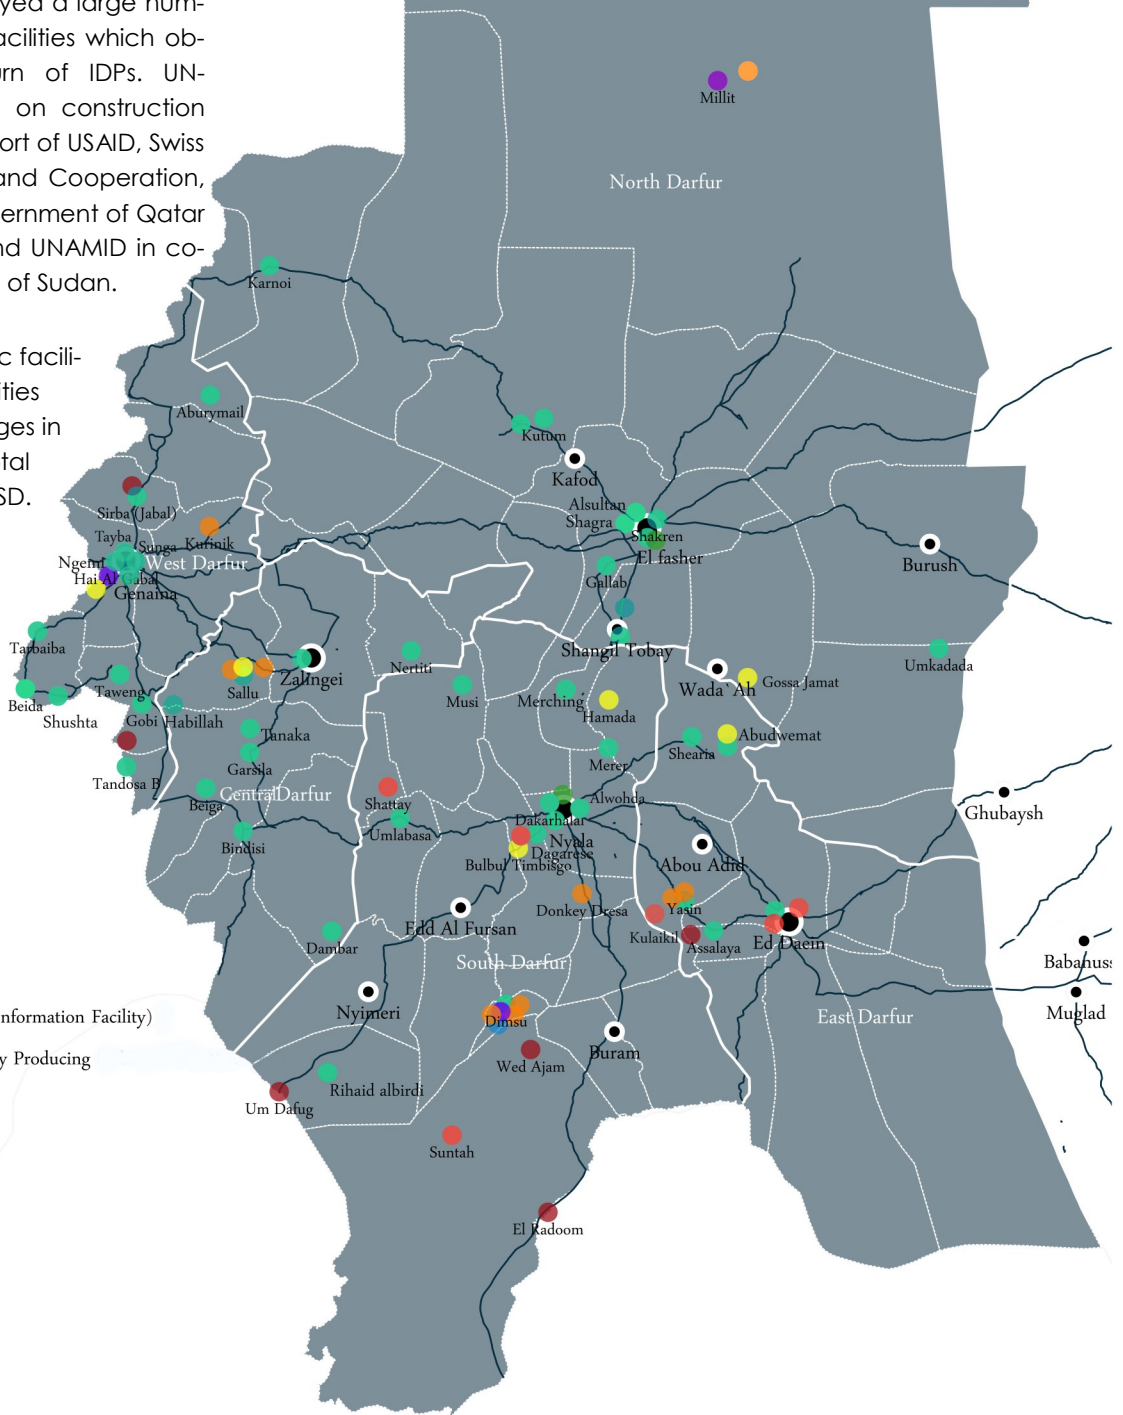 yed a large num-
acilities which ob-
urn of IDPs. UN-
on construction
ort of USAID, Swiss
and Cooperation,
ernment of Qatar
nd UNAMID in co-
of Sudan.
c facili-
ities
ges in
tal
SD.
Millit
North Darfur
Karnoi
Aburymail
Kutum
Kafod
Sirba (Jabal)
Alsultan
Shagra
Shakren
El fasher
Tayba
Sunga
Kurinik
West Darfur
Hai Al Gabal
Genaina
Gallab
Burush
Tarbaiba
Shangil Tobay
Umkadada
Zalingei
Nertiti
Sallu
Wada' Ah
Gossa Jamat
Taweng
Beida
Shushta
Gobi
Habillah
Musi
Merching
Hamada
Tanaka
Abudwemat
Shearia
Garsila
Merer
Tandosa B
Beiga
Central Darfur
Shattay
Alwohda
Ghubaysh
Umlabasa
Dakarhalar
Nyala
Bindisi
Dagarese
Bulbul Timbisgo
Abou Adid
Donkey Dresa
Yasin
Edd Al Fursan
Kulaikil
Assalaya
Ed Daein
Dambar
South Darfur
Babanuss
Nyimeri
Dimsu
East Darfur
Muglad
nformation Facility)
y Producing
Buram
Wed Ajam
Rihaid albirdi
Um Dafug
Suntah
El Radoom